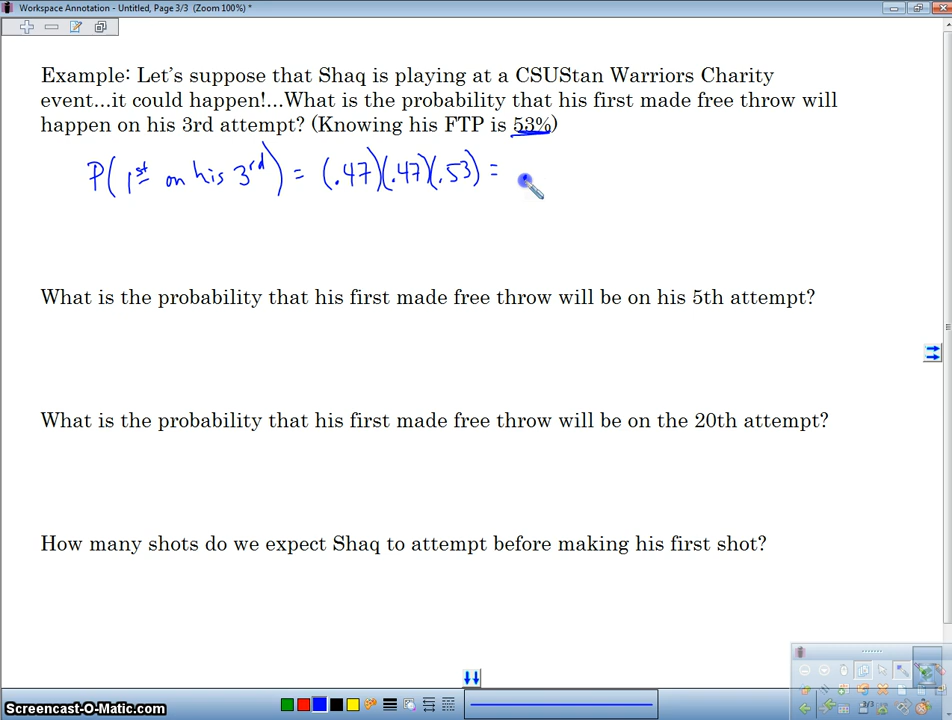 Workspace Annotation - Untitled, Page 3/3 (Zoom 100%) *
Example: Let's suppose that Shaq is playing at a CSUStan Warriors Charity
event...it could happen!...What is the probability that his first made free throw will
happen on his 3rd attempt? (Knowing his FTP is 53%)
P(1st on his 3rd) = (.47)(.47)(.53) =
What is the probability that his first made free throw will be on his 5th attempt?
What is the probability that his first made free throw will be on the 20th attempt?
How many shots do we expect Shaq to attempt before making his first shot?
3/3
Screencast-O-Matic.com